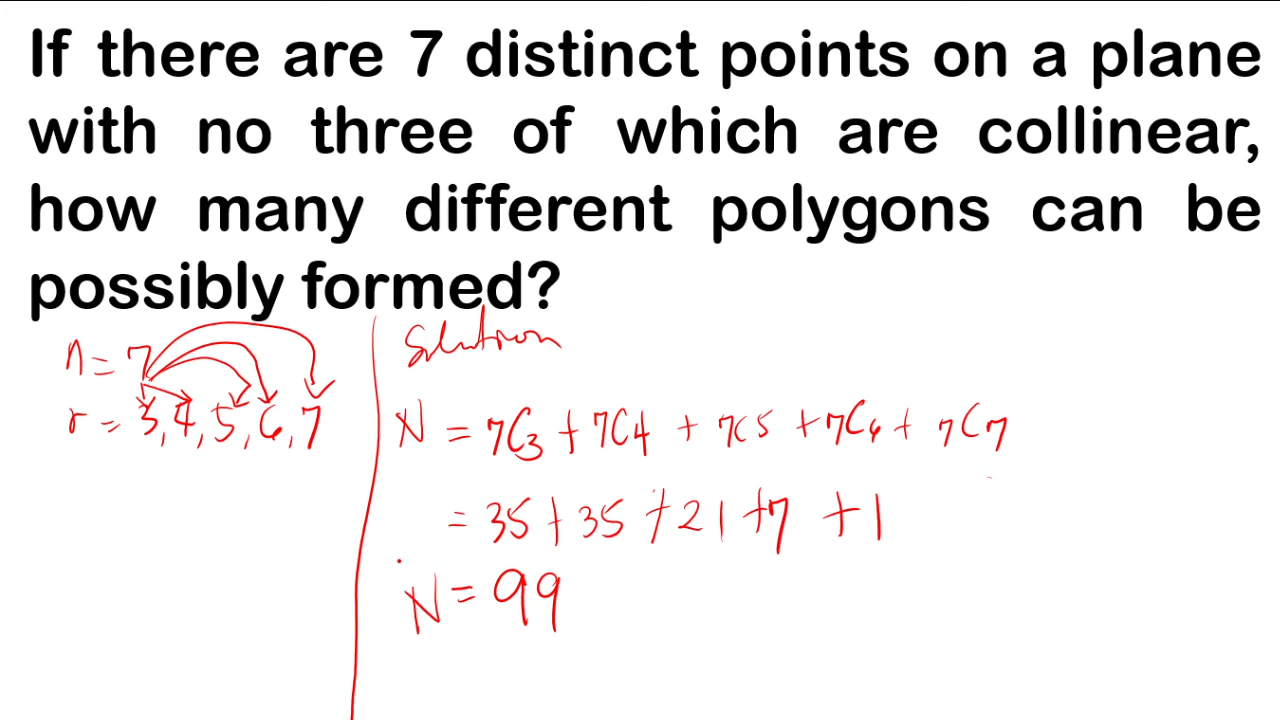 If there are 7 distinct points on a plane
with no three of which are collinear,
how many different polygons can be
possibly formed?
n = 7
r = 3, 4, 5, 6, 7
Solution
N = 7C3 + 7C4 + 7C5 + 7C6 + 7C7
= 35 + 35 + 21 + 7 + 1
N = 99